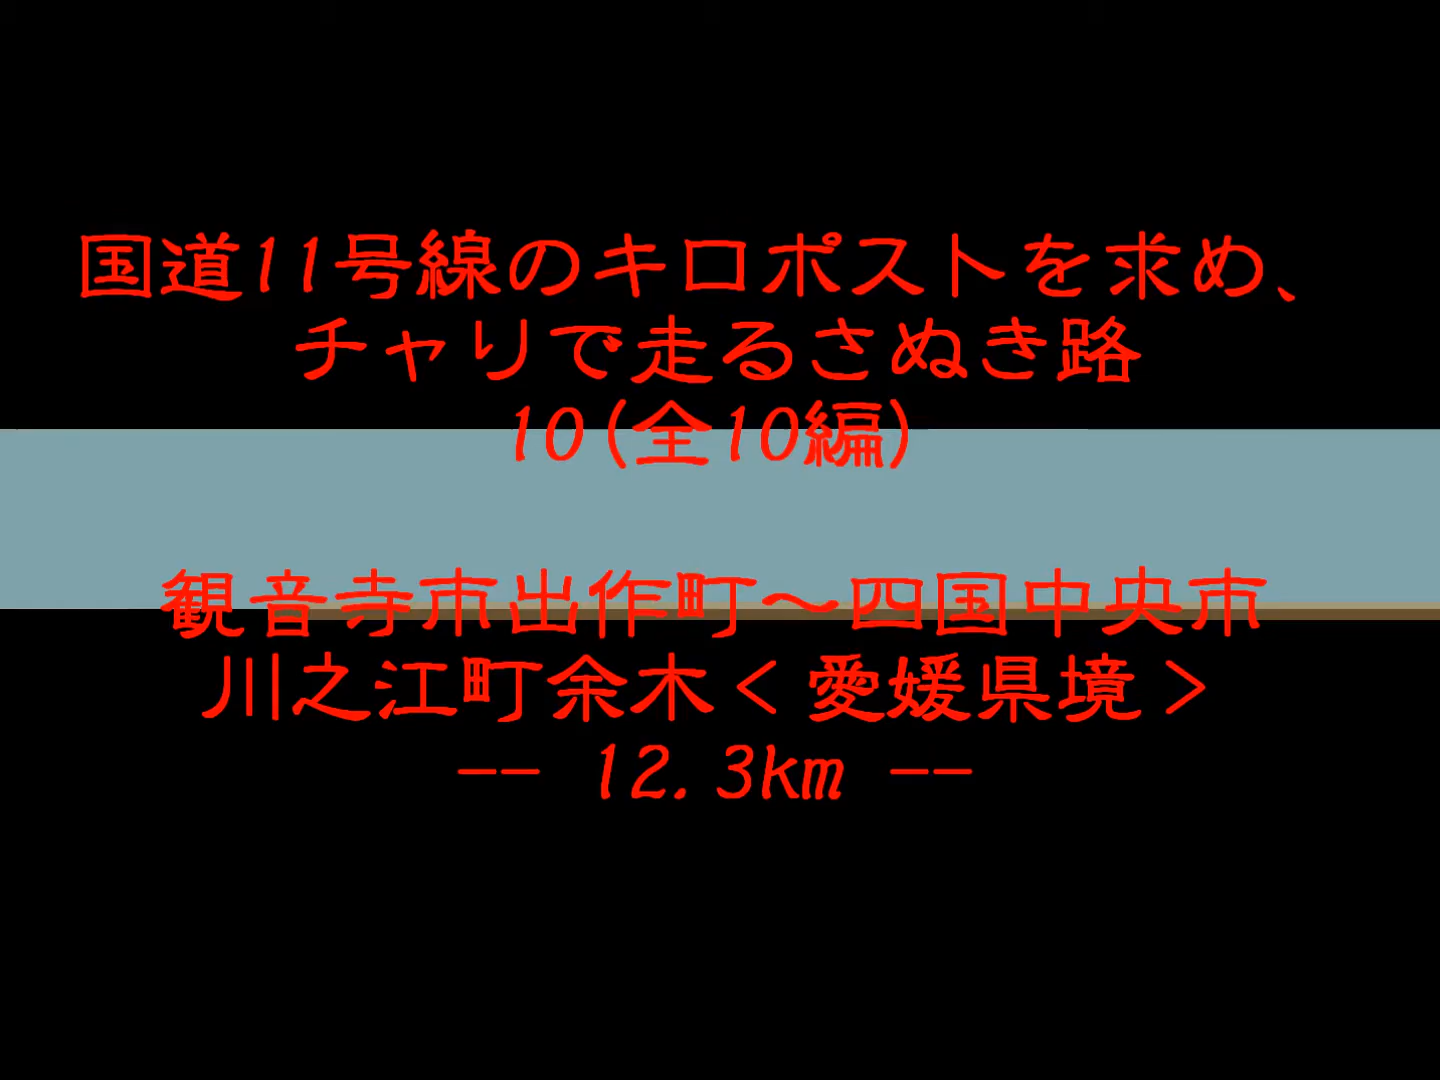 国道11号線のキロポストを求め、
チャリで走るさぬき路
10(全10編)
観音寺市出作町～四国中央市
川之江町余木<愛媛県境>
-- 12.3km --